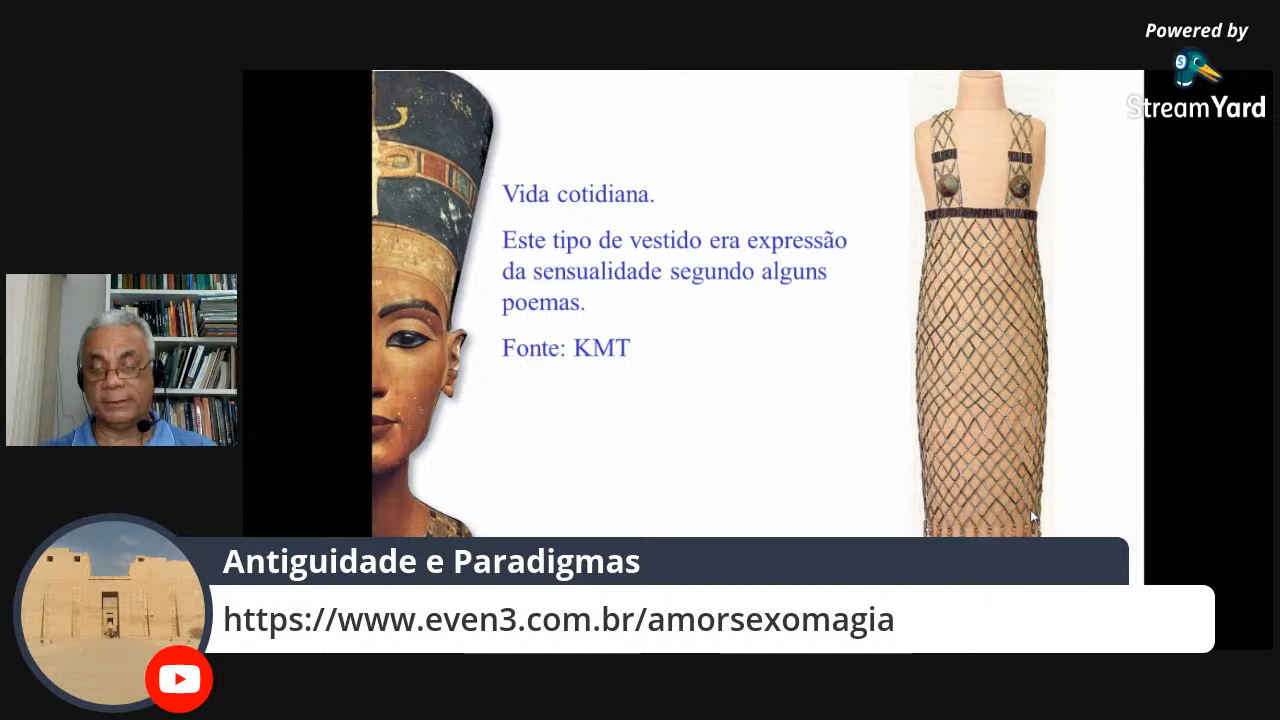 Powered by
StreamYard
Vida cotidiana.
Este tipo de vestido era expressão
da sensualidade segundo alguns
poemas.
Fonte: KMT
Antiguidade e Paradigmas
https://www.even3.com.br/amorsexomagia